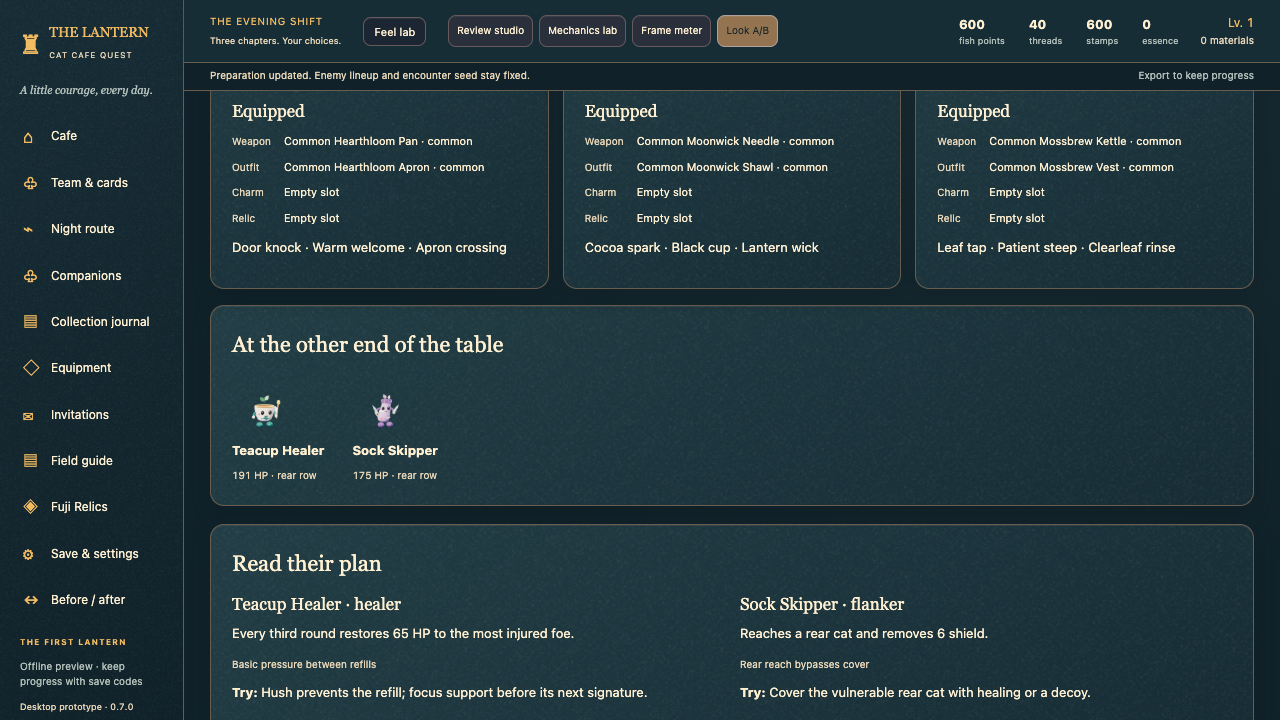 THE LANTERN
CAT CAFE QUEST
A little courage, every day.
Cafe
Team & cards
Night route
Companions
Collection journal
Equipment
Invitations
Field guide
Fuji Relics
Save & settings
Before / after
THE FIRST LANTERN
Offline preview · keep
progress with save codes
Desktop prototype · 0.7.0
THE EVENING SHIFT
Three chapters. Your choices.
Feel lab
Review studio
Mechanics lab
Frame meter
Look A/B
600
fish points
40
threads
600
stamps
0
essence
Lv. 1
0 materials
Preparation updated. Enemy lineup and encounter seed stay fixed.
Export to keep progress
Equipped
Weapon Common Hearthloom Pan · common
Outfit Common Hearthloom Apron · common
Charm Empty slot
Relic Empty slot
Door knock · Warm welcome · Apron crossing
Equipped
Weapon Common Moonwick Needle · common
Outfit Common Moonwick Shawl · common
Charm Empty slot
Relic Empty slot
Cocoa spark · Black cup · Lantern wick
Equipped
Weapon Common Mossbrew Kettle · common
Outfit Common Mossbrew Vest · common
Charm Empty slot
Relic Empty slot
Leaf tap · Patient steep · Clearleaf rinse
At the other end of the table
Teacup Healer
191 HP · rear row
Sock Skipper
175 HP · rear row
Read their plan
Teacup Healer · healer
Every third round restores 65 HP to the most injured foe.
Basic pressure between refills
Try: Hush prevents the refill; focus support before its next signature.
Sock Skipper · flanker
Reaches a rear cat and removes 6 shield.
Rear reach bypasses cover
Try: Cover the vulnerable rear cat with healing or a decoy.